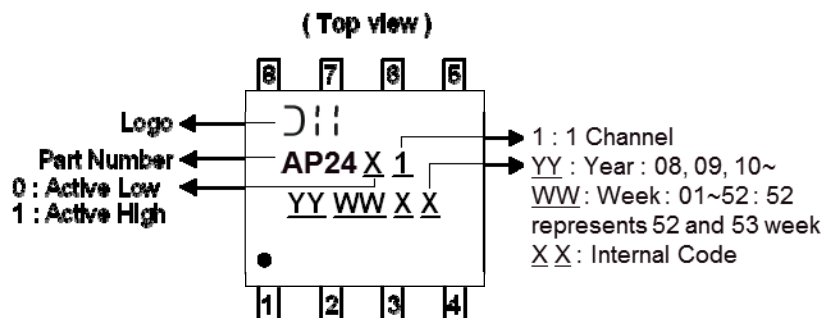 ( Top view )
8 7 6 5
Logo
Part Number
0 : Active Low
1 : Active High
AP24 X 1
YY WW X X
1 : 1 Channel
YY : Year : 08, 09, 10~
WW : Week : 01~52 : 52
represents 52 and 53 week
X X : Internal Code
1 2 3 4